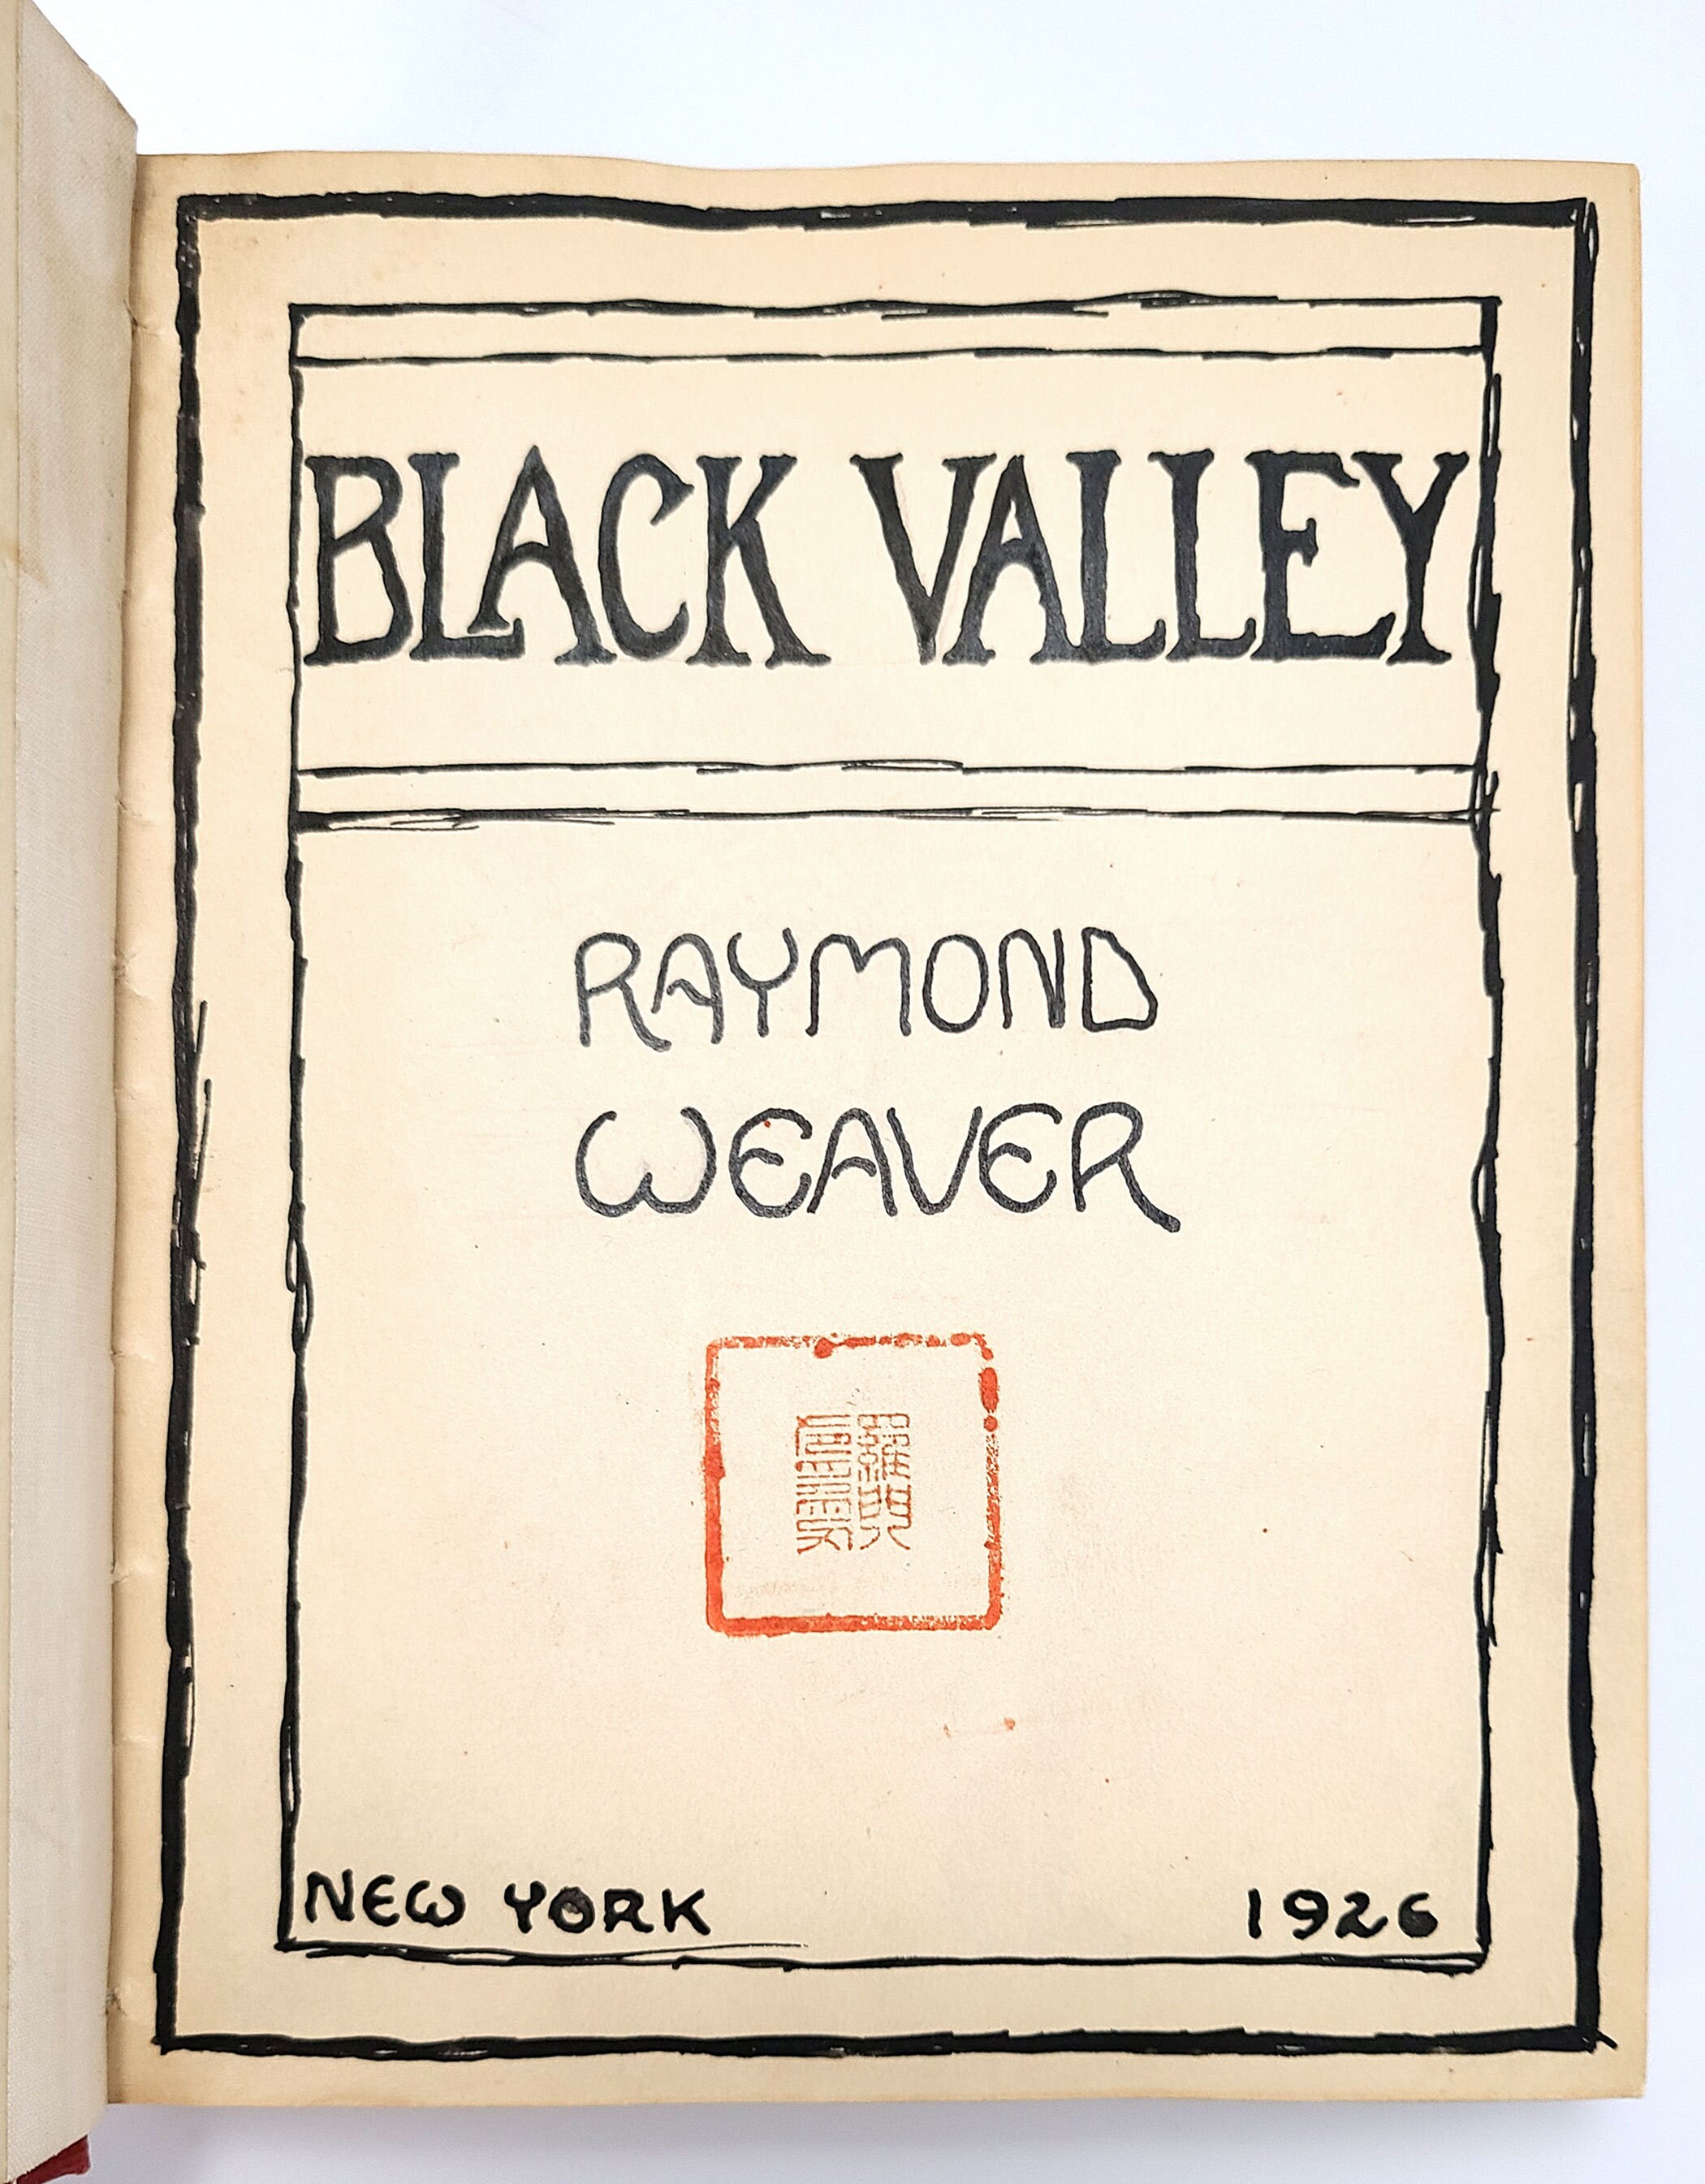 BLACK VALLEY
RAYMOND
WEAVER
NEW YORK 1926